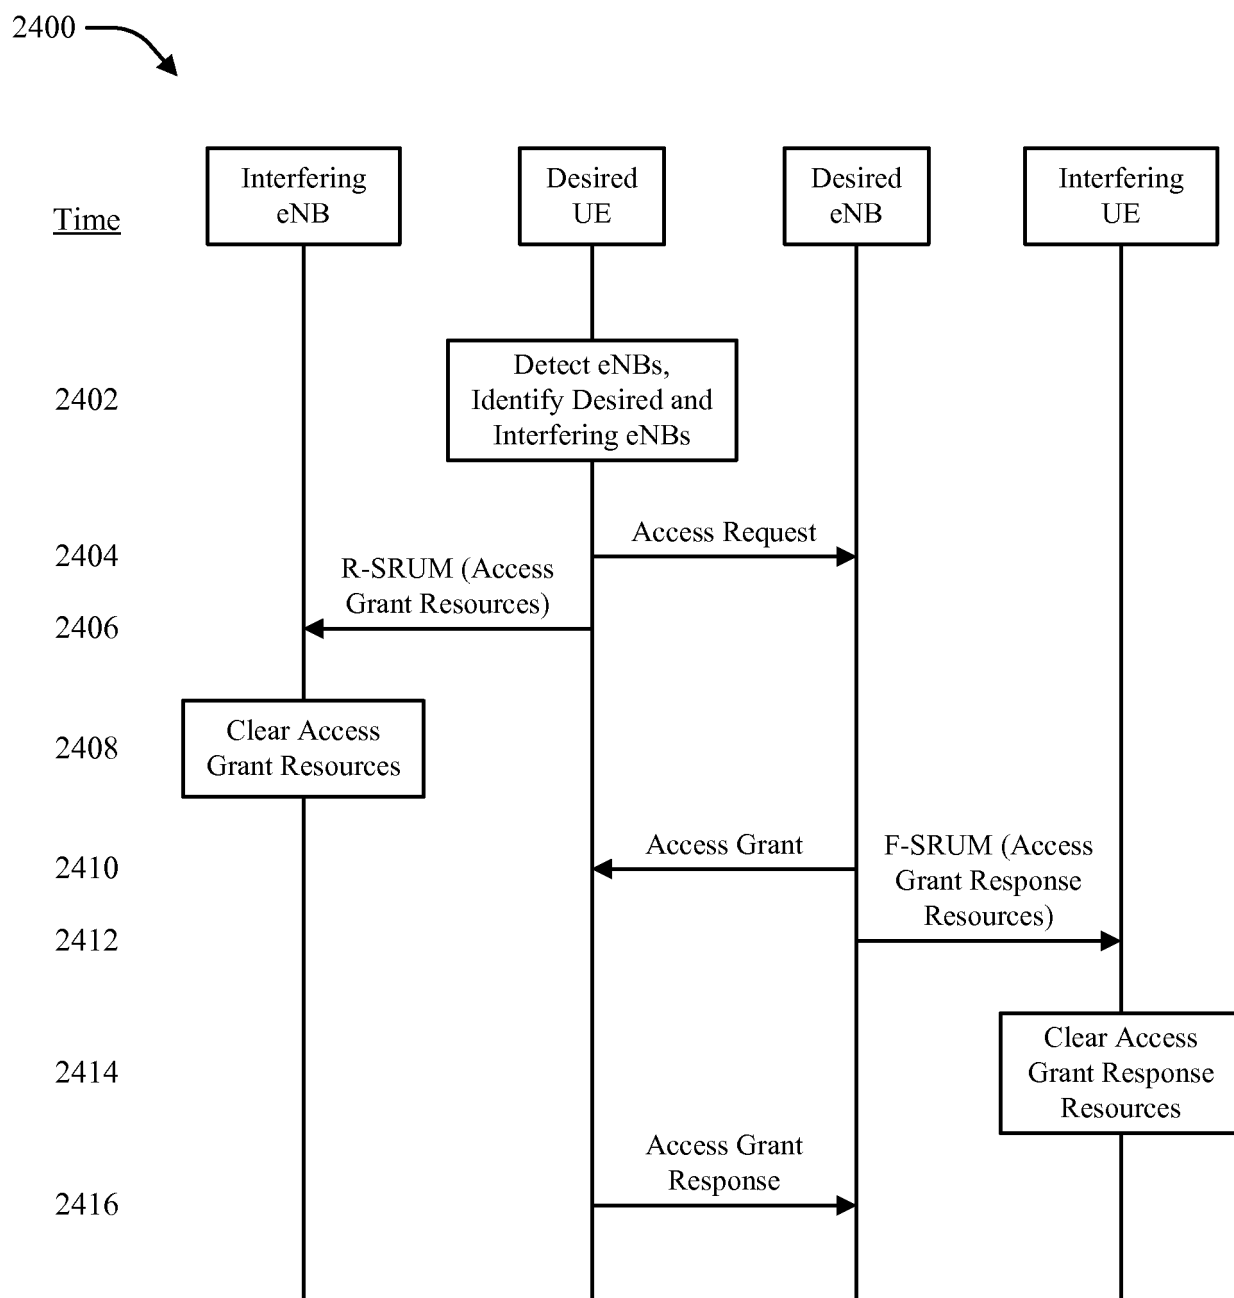 2400
Interfering
eNB
Desired
UE
Desired
eNB
Interfering
UE
Time
2402
Detect eNBs,
Identify Desired and
Interfering eNBs
2404
Access Request
R-SRUM (Access
Grant Resources)
2406
2408
Clear Access
Grant Resources
2410
Access Grant
F-SRUM (Access
Grant Response
Resources)
2412
2414
Clear Access
Grant Response
Resources
Access Grant
Response
2416